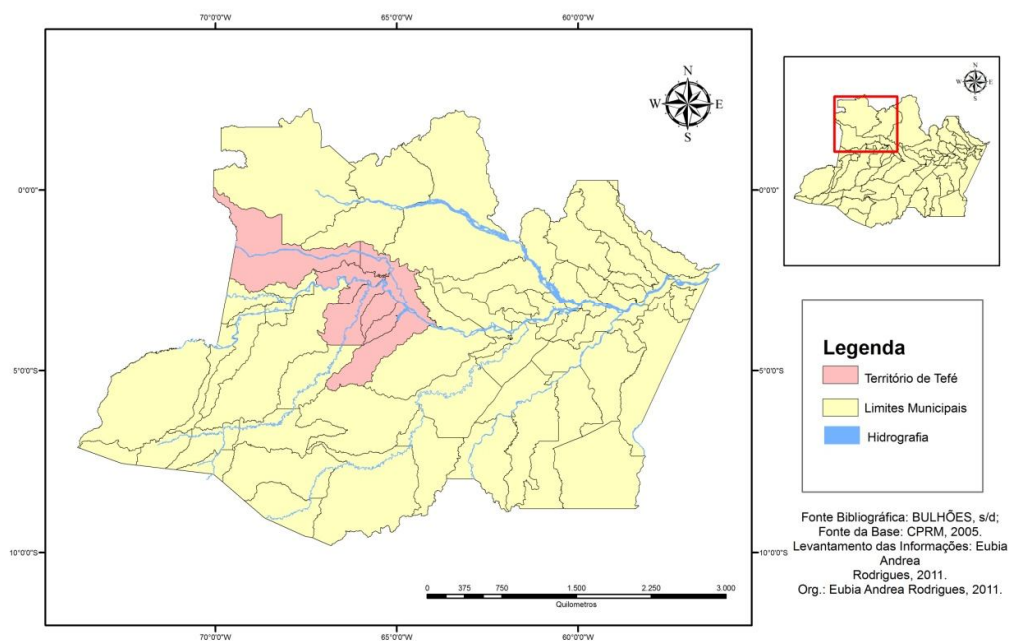 70°0'0"W 65°0'0"W 60°0'0"W
N
W E
S
N
W E
S
0°0'0" 0°0'0"
5°0'0"S 5°0'0"S
10°0'0"S 10°0'0"S
Legenda
Território de Tefé
Limites Municipais
Hidrografia
Fonte Bibliográfica: BULHÕES, s/d;
Fonte da Base: CPRM, 2005.
Levantamento das Informações: Eubia
Andrea
Rodrigues, 2011.
Org.: Eubia Andrea Rodrigues, 2011.
0 375 750 1.500 2.250 3.000
Quilometros
70°0'0"W 65°0'0"W 60°0'0"W